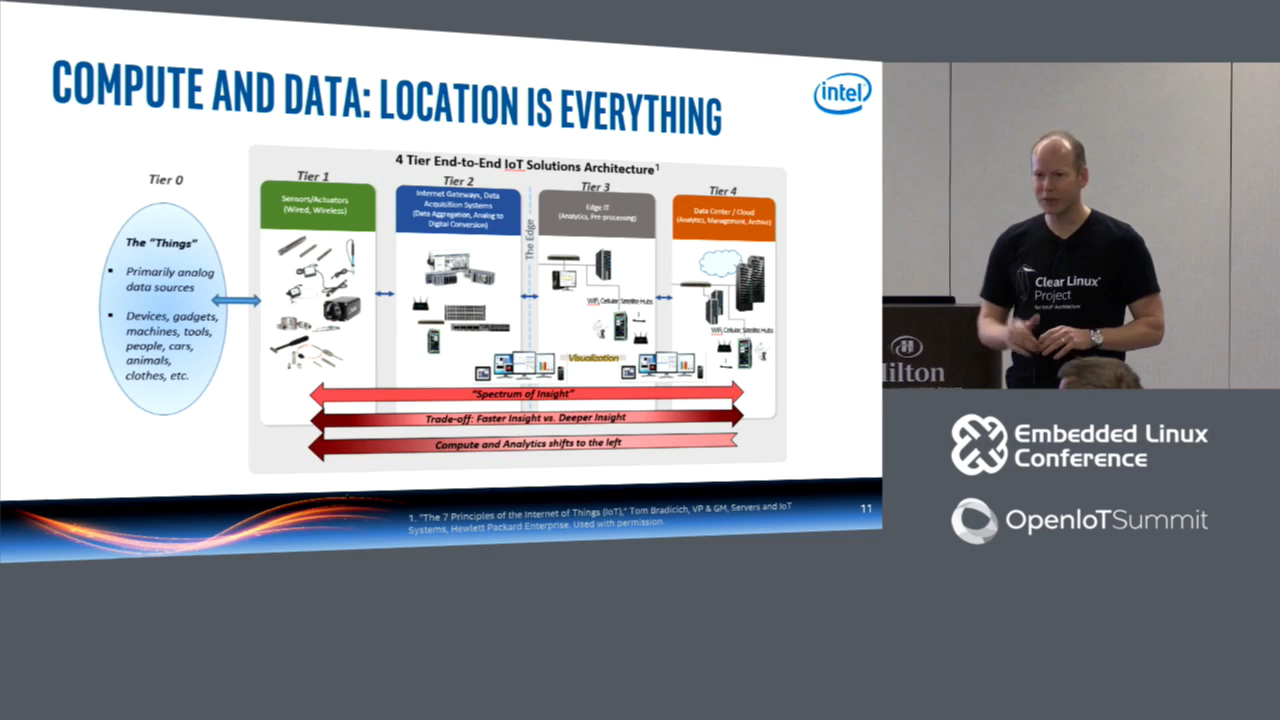 COMPUTE AND DATA: LOCATION IS EVERYTHING
intel
4 Tier End-to-End IoT Solutions Architecture1
Tier 0
Tier 1
Tier 2
Tier 3
Tier 4
The "Things"
▪ Primarily analog
data sources
▪ Devices, gadgets,
machines, tools,
people, cars,
animals,
clothes, etc.
Sensors/Actuators
(Wired, Wireless)
Internet Gateways, Data
Acquisition Systems
(Data Aggregation, Analog to
Digital Conversion)
The Edge
Edge IT
(Analytics, Pre-processing)
Data Center / Cloud
(Analytics, Management, Archive)
WiFi, Cellular, Satellite Hubs
WiFi, Cellular, Satellite Hubs
Visualization
"Spectrum of Insight"
Trade-off: Faster Insight vs. Deeper Insight
Compute and Analytics shifts to the left
1. "The 7 Principles of the Internet of Things (IoT)," Tom Bradicich, VP & GM, Servers and IoT
Systems, Hewlett Packard Enterprise. Used with permission.
11
Clear Linux*
Project
for Intel® Architecture
Hilton
Embedded Linux
Conference
OpenIoTSummit